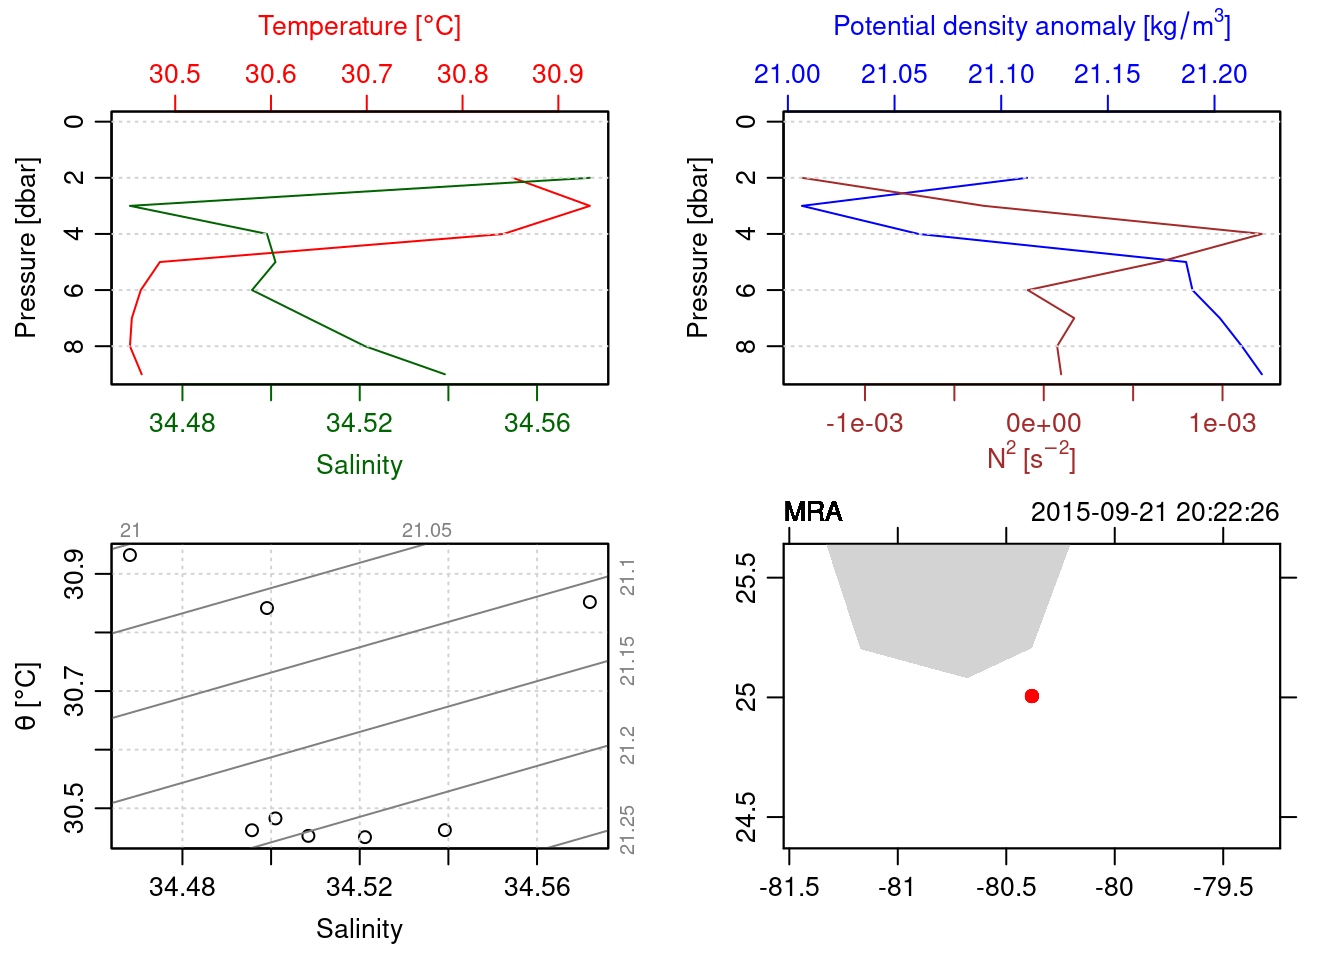 Temperature [°C]
30.5 30.6 30.7 30.8 30.9
Pressure [dbar]
0
2
4
6
8
34.48 34.52 34.56
Salinity
Potential density anomaly [kg/m³]
21.00 21.05 21.10 21.15 21.20
Pressure [dbar]
0
2
4
6
8
-1e-03 0e+00 1e-03
N² [s⁻²]
21 21.05
θ [°C]
30.9
30.7
30.5
21.1
21.15
21.2
21.25
34.48 34.52 34.56
Salinity
MRA 2015-09-21 20:22:26
25.5
25
24.5
-81.5 -81 -80.5 -80 -79.5